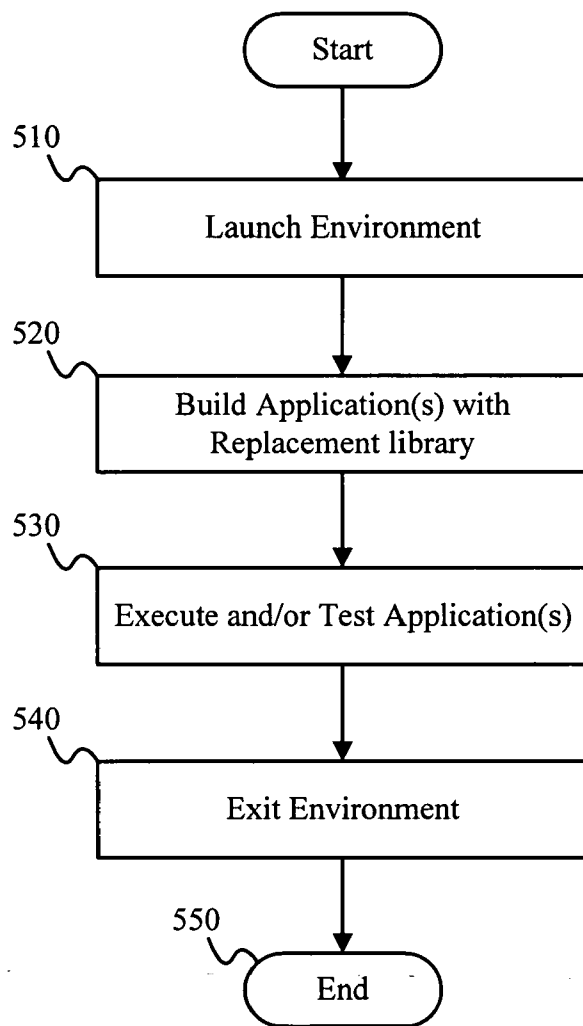 Start
510
Launch Environment
520
Build Application(s) with
Replacement library
530
Execute and/or Test Application(s)
540
Exit Environment
550
End